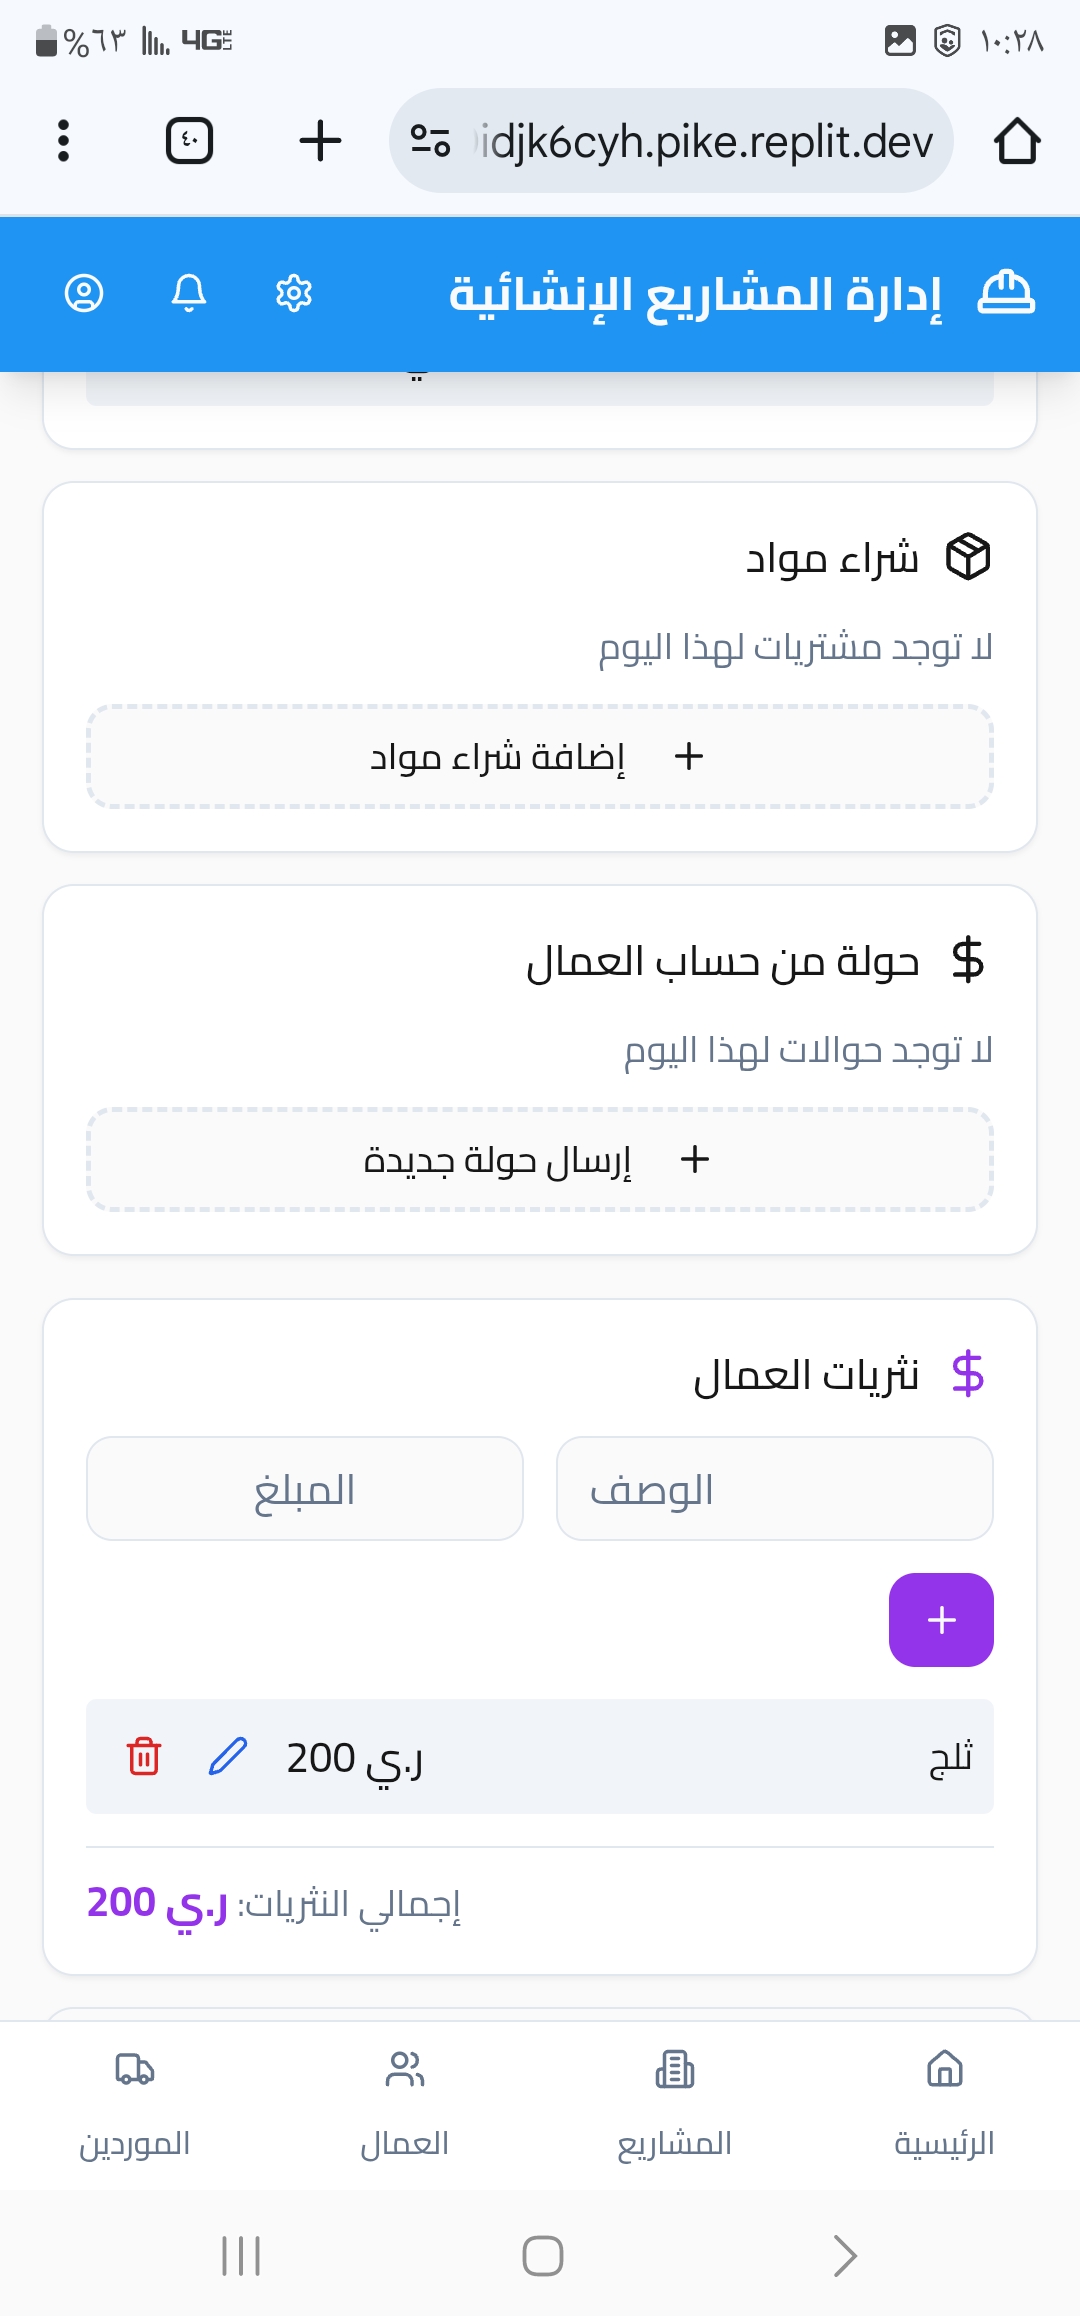 ١٠:٢٨ 4G LTE %٦٣
idjk6cyh.pike.replit.dev ٤٠
إدارة المشاريع الإنشائية
شراء مواد
لا توجد مشتريات لهذا اليوم
إضافة شراء مواد
حولة من حساب العمال
لا توجد حوالات لهذا اليوم
إرسال حولة جديدة
نثريات العمال
الوصف المبلغ
ثلج ر.ي 200
إجمالي النثريات: ر.ي 200
الرئيسية المشاريع العمال الموردين